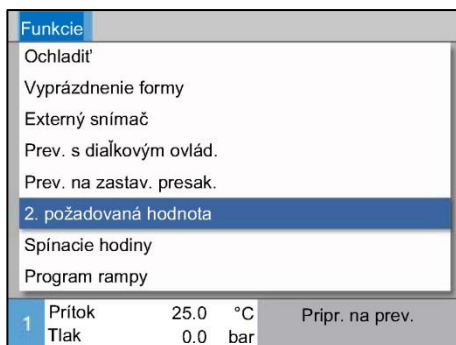 Funkcie
Ochladiť
Vyprázdnenie formy
Externý snímač
Prev. s diaľkovým ovlád.
Prev. na zastav. presak.
2. požadovaná hodnota
Spínacie hodiny
Program rampy
1 Prítok 25.0 °C Pripr. na prev.
Tlak 0.0 bar